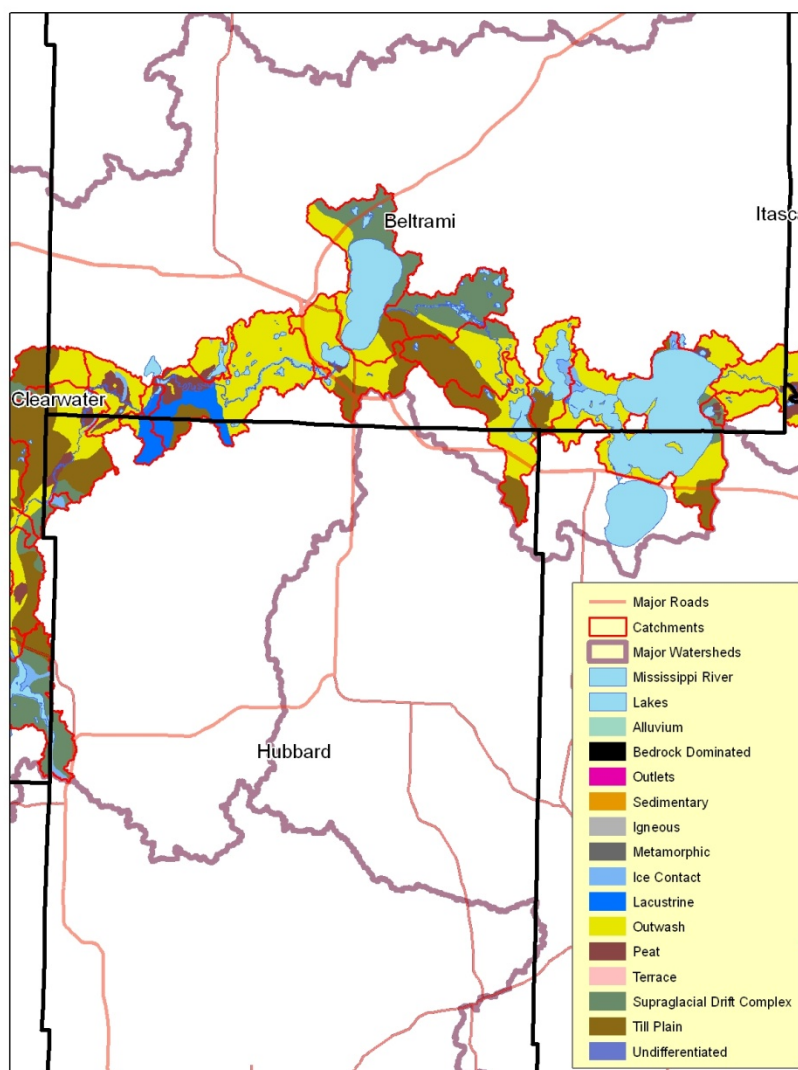 Beltrami
Itasc
Clearwater
Hubbard
Major Roads
Catchments
Major Watersheds
Mississippi River
Lakes
Alluvium
Bedrock Dominated
Outlets
Sedimentary
Igneous
Metamorphic
Ice Contact
Lacustrine
Outwash
Peat
Terrace
Supraglacial Drift Complex
Till Plain
Undifferentiated